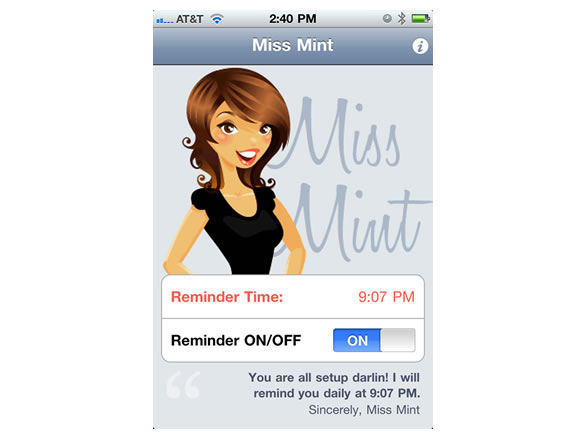 AT&T 2:40 PM
Miss Mint
Miss
Mint
Reminder Time: 9:07 PM
Reminder ON/OFF ON
You are all setup darlin! I will
remind you daily at 9:07 PM.
Sincerely, Miss Mint